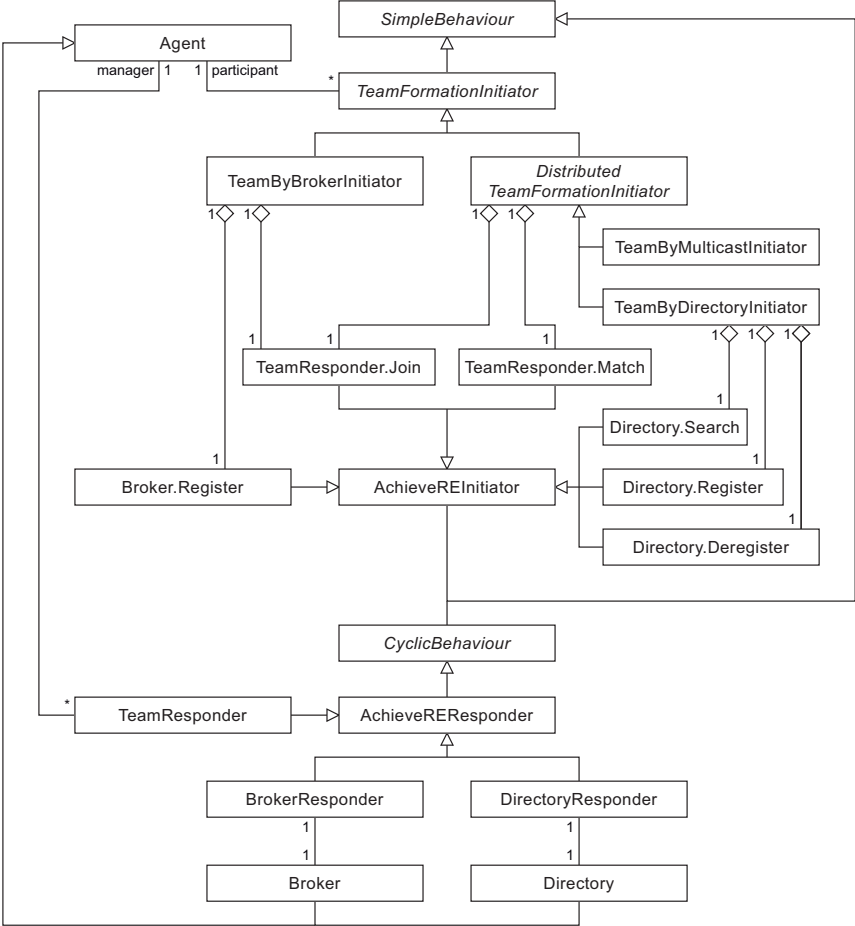 SimpleBehaviour
Agent
manager 1 1 participant
*
TeamFormationInitiator
TeamByBrokerInitiator
Distributed
TeamFormationInitiator
1 1 1 1
TeamByMulticastInitiator
TeamByDirectoryInitiator
1 1 1
1 1 1
TeamResponder.Join
TeamResponder.Match
1
Directory.Search
1 1
Broker.Register
AchieveREInitiator
Directory.Register
1
Directory.Deregister
CyclicBehaviour
*
TeamResponder
AchieveREResponder
BrokerResponder
DirectoryResponder
1 1
1 1
Broker
Directory